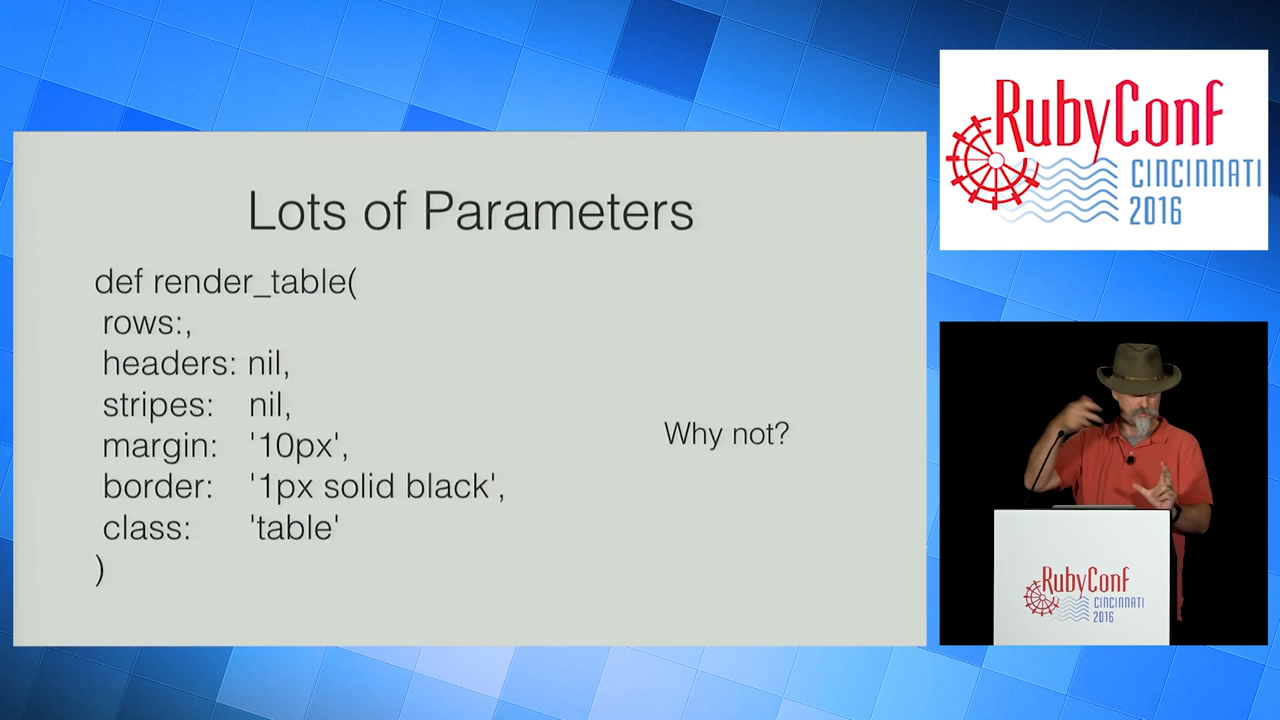 Lots of Parameters
def render_table(
rows:,
headers: nil,
stripes: nil,
margin: '10px',
border: '1px solid black',
class: 'table'
)
Why not?
RubyConf
CINCINNATI
2016
RubyConf
CINCINNATI
2016